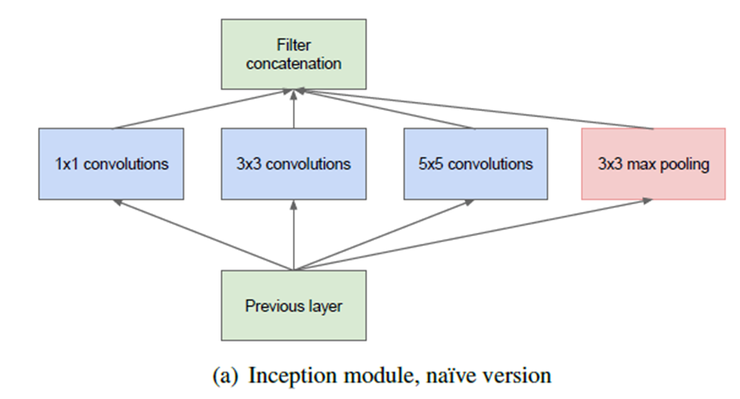 Filter
concatenation
1x1 convolutions
3x3 convolutions
5x5 convolutions
3x3 max pooling
Previous layer
(a) Inception module, naïve version